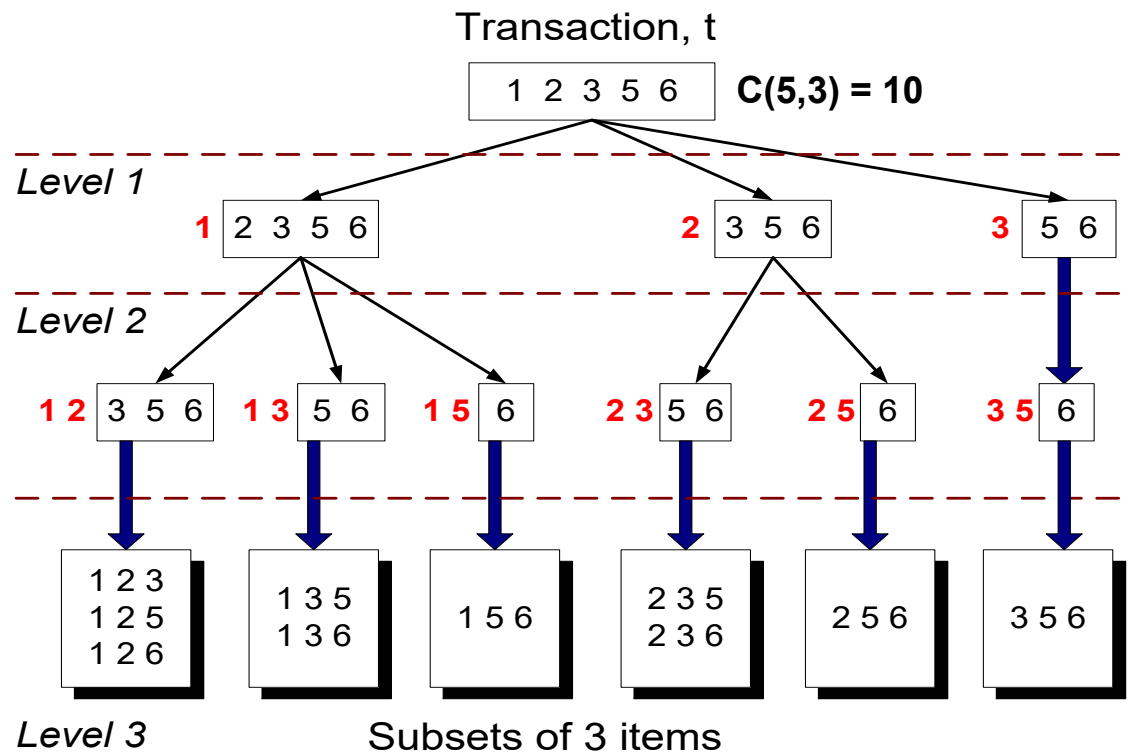 Transaction, t
1 2 3 5 6
C(5,3) = 10
Level 1
1 2 3 5 6
2 3 5 6
3 5 6
Level 2
1 2 3 5 6
1 3 5 6
1 5 6
2 3 5 6
2 5 6
3 5 6
1 2 3
1 2 5
1 2 6
1 3 5
1 3 6
1 5 6
2 3 5
2 3 6
2 5 6
3 5 6
Level 3
Subsets of 3 items